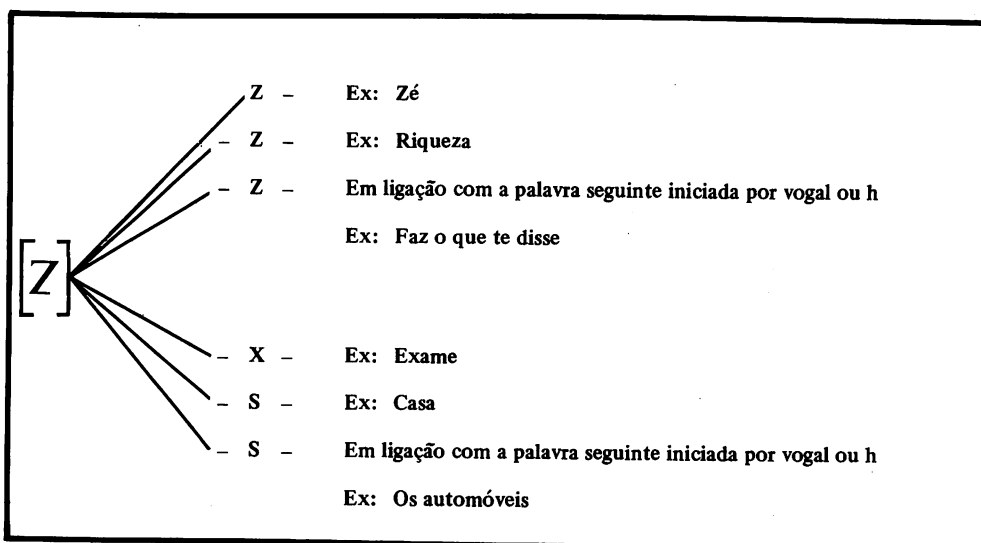 Z – Ex: Zé
– Z – Ex: Riqueza
– Z – Em ligação com a palavra seguinte iniciada por vogal ou h
Ex: Faz o que te disse
[Z]
– X – Ex: Exame
– S – Ex: Casa
– S – Em ligação com a palavra seguinte iniciada por vogal ou h
Ex: Os automóveis